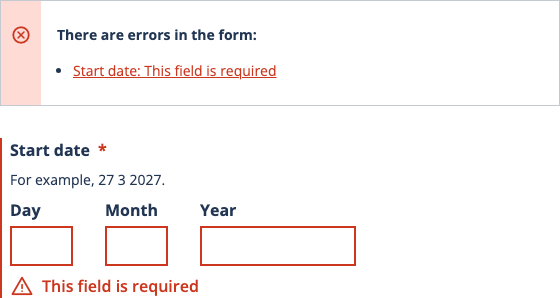 There are errors in the form:
• Start date: This field is required
Start date *
For example, 27 3 2027.
Day Month Year
This field is required